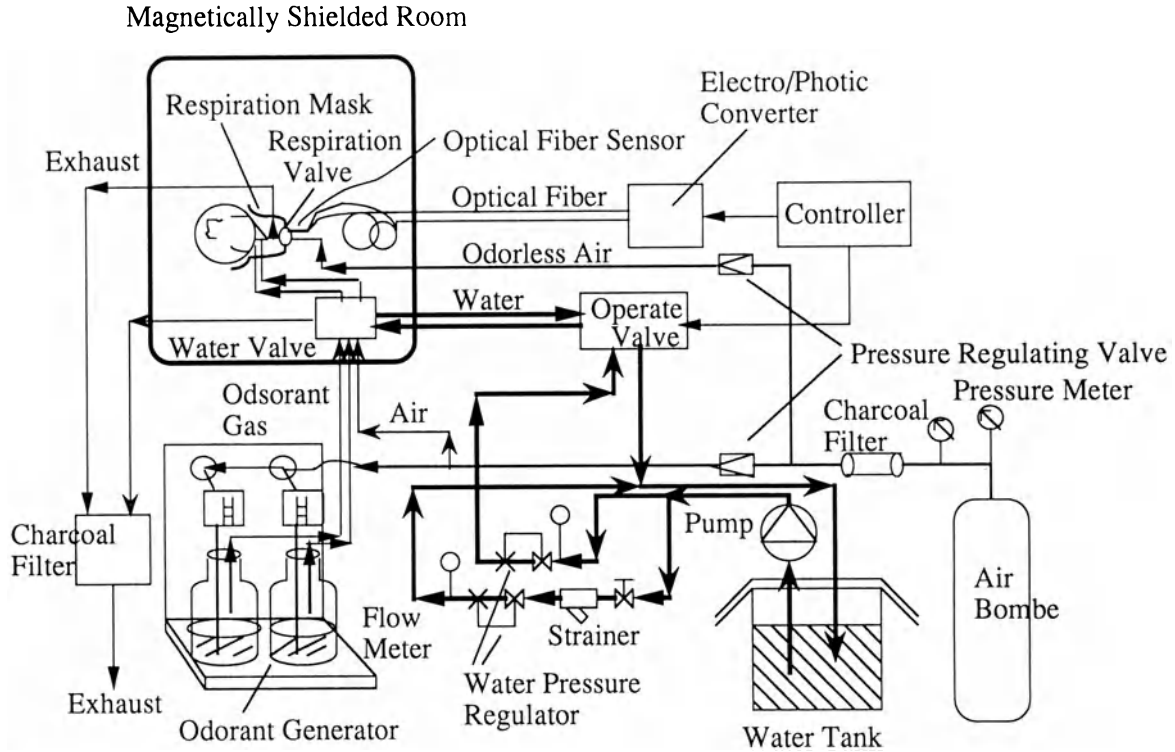 Magnetically Shielded Room
Electro/Photic
Converter
Respiration Mask
Respiration
Valve
Optical Fiber Sensor
Exhaust
Optical Fiber
Controller
Odorless Air
Water
Operate
Valve
Water Valve
Pressure Regulating Valve
Pressure Meter
Odsorant
Gas
Air
Charcoal
Filter
Pump
Charcoal
Filter
Air
Bombe
Flow
Meter
Strainer
Water Pressure
Regulator
Exhaust
Odorant Generator
Water Tank